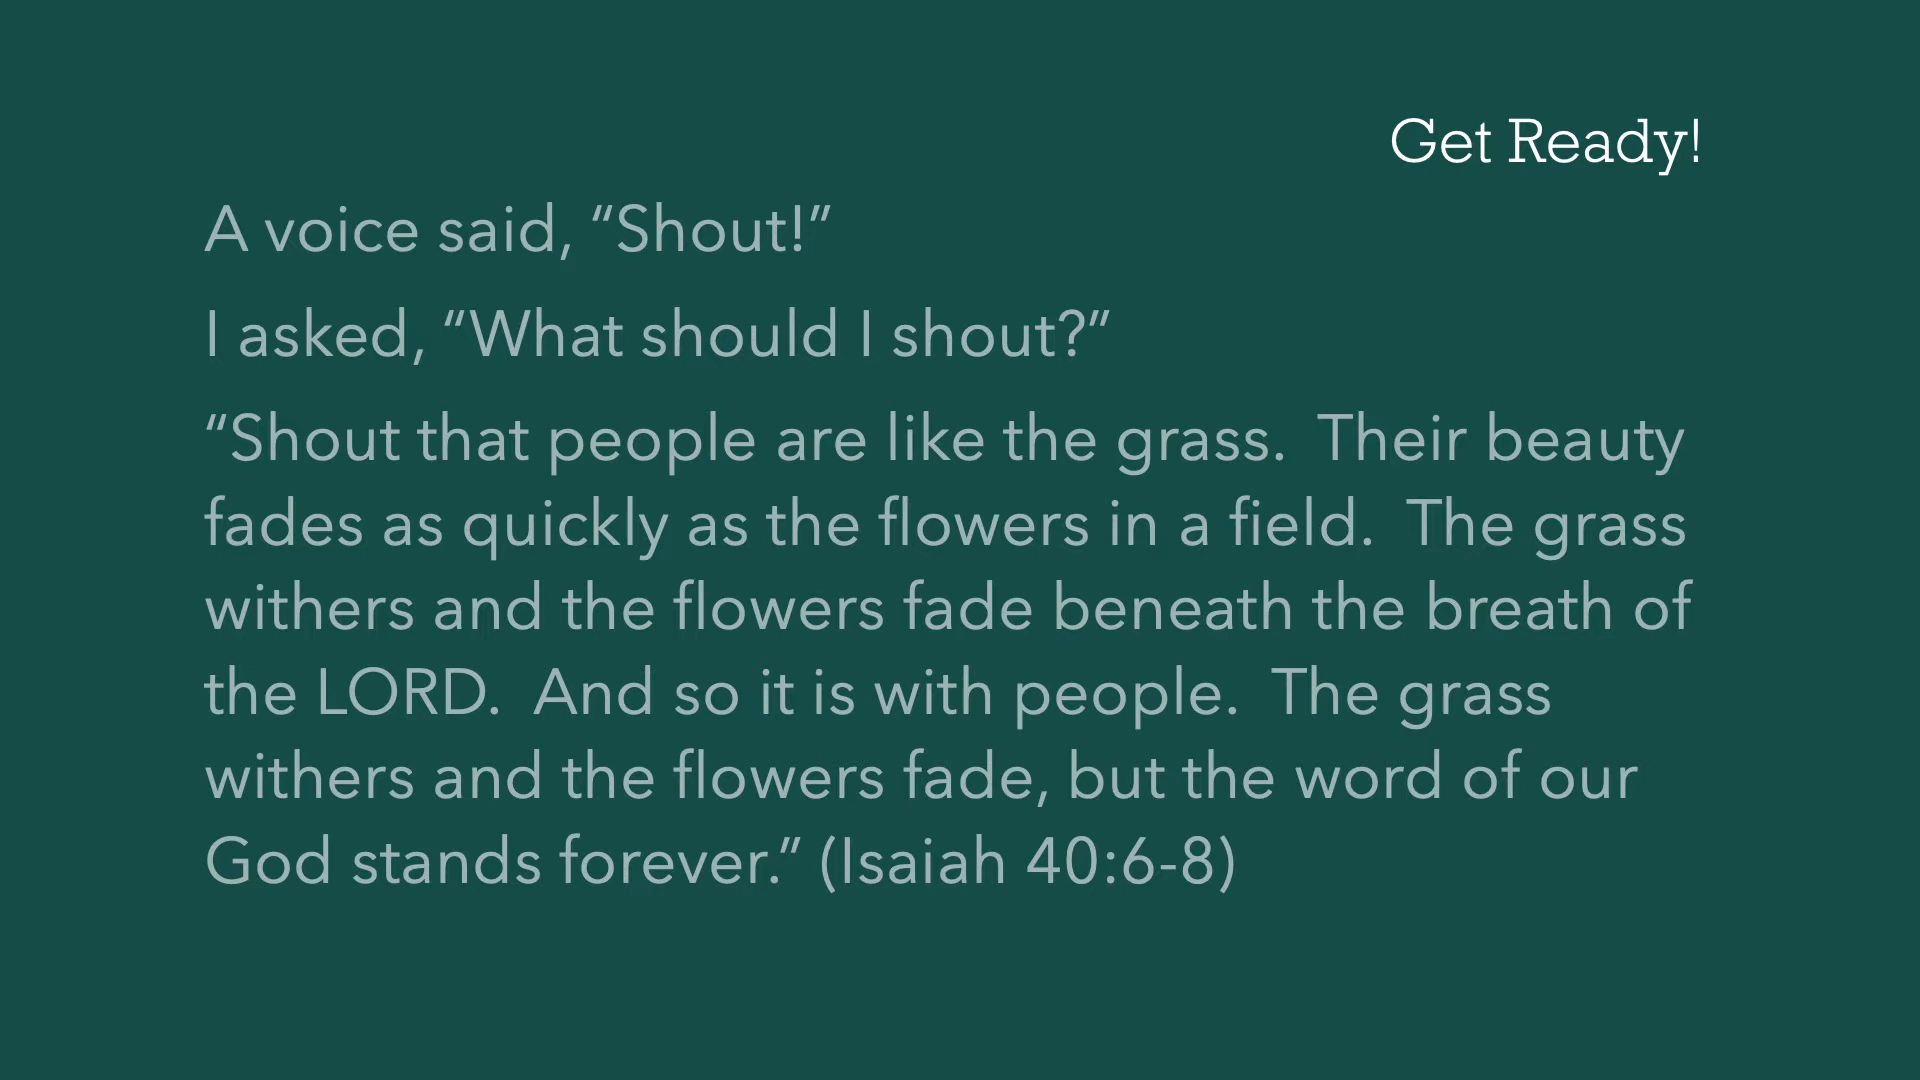 Get Ready!
A voice said, “Shout!”
I asked, “What should I shout?”
“Shout that people are like the grass.  Their beauty
fades as quickly as the flowers in a field.  The grass
withers and the flowers fade beneath the breath of
the LORD.  And so it is with people.  The grass
withers and the flowers fade, but the word of our
God stands forever.” (Isaiah 40:6-8)